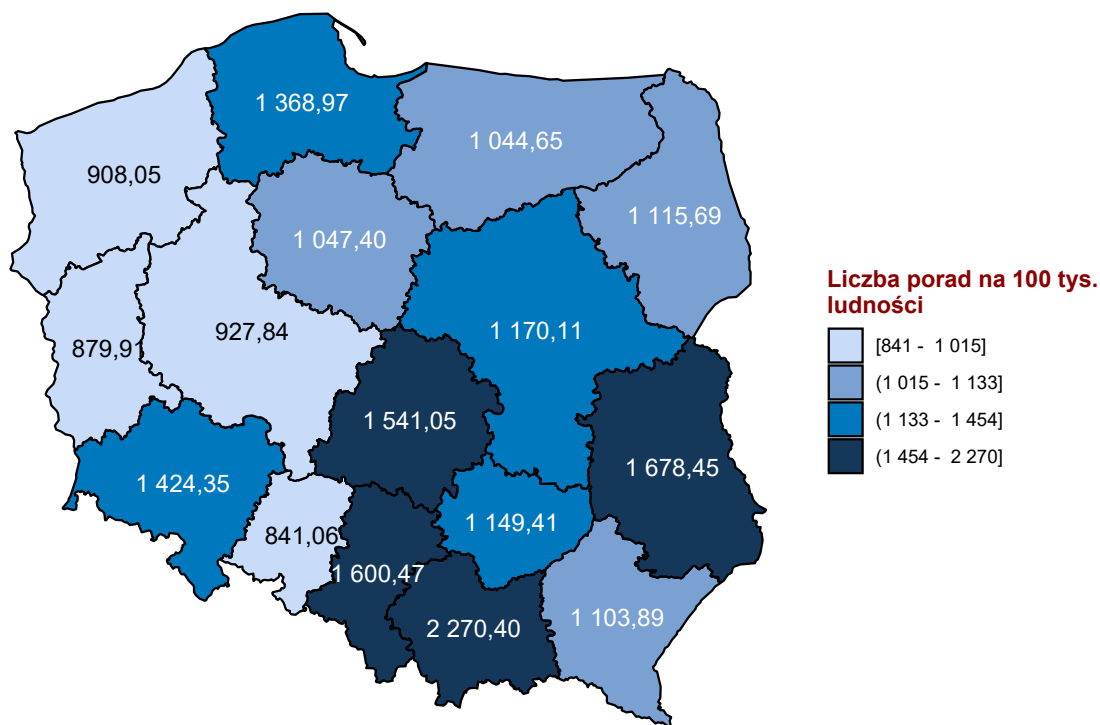 1 368,97
1 044,65
908,05
1 115,69
1 047,40
927,84
1 170,11
879,91
1 541,05
1 678,45
1 424,35
1 149,41
841,06
1 600,47
2 270,40
1 103,89
Liczba porad na 100 tys.
ludności
[841 - 1 015]
(1 015 - 1 133]
(1 133 - 1 454]
(1 454 - 2 270]